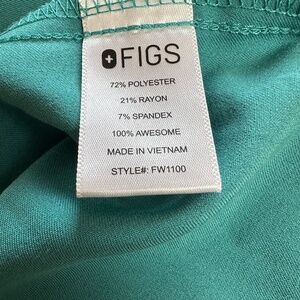 FIGS
72% POLYESTER
21% RAYON
7% SPANDEX
100% AWESOME
MADE IN VIETNAM
STYLE#: FW1100